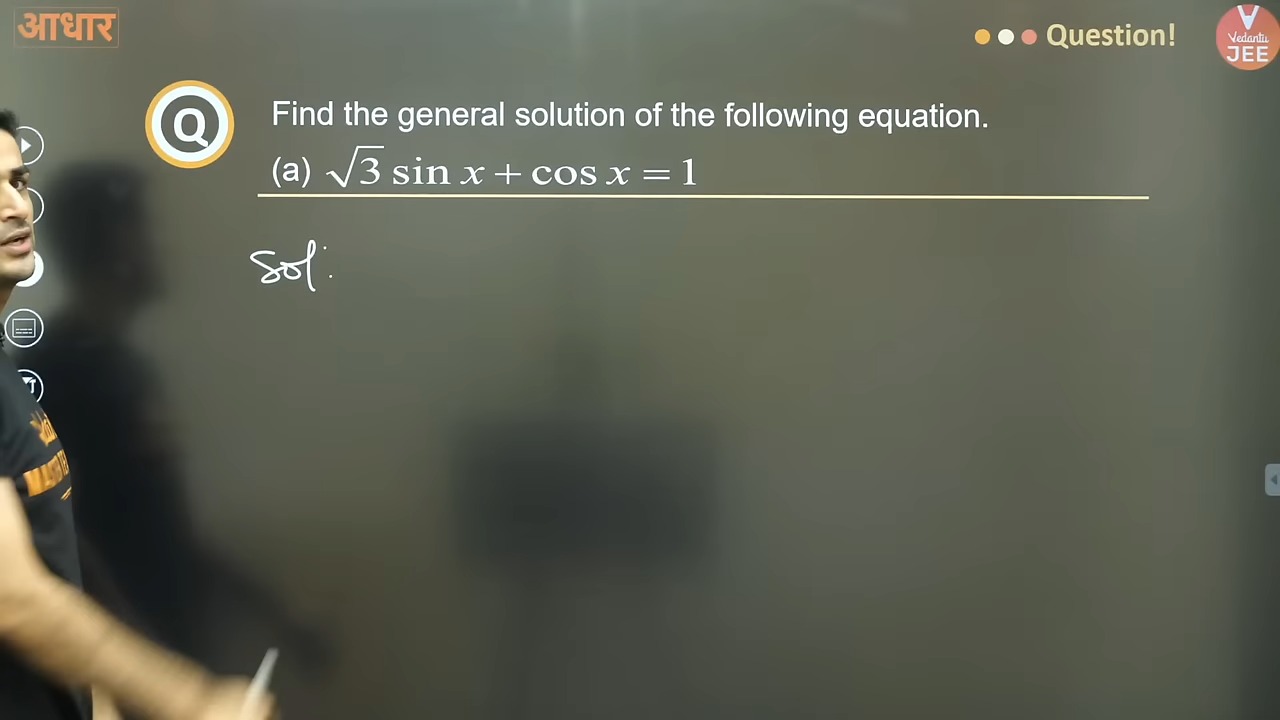 आधार
Question!
Vedantu
JEE
Q
Find the general solution of the following equation.
(a) √3 sin x + cos x = 1
Sol: